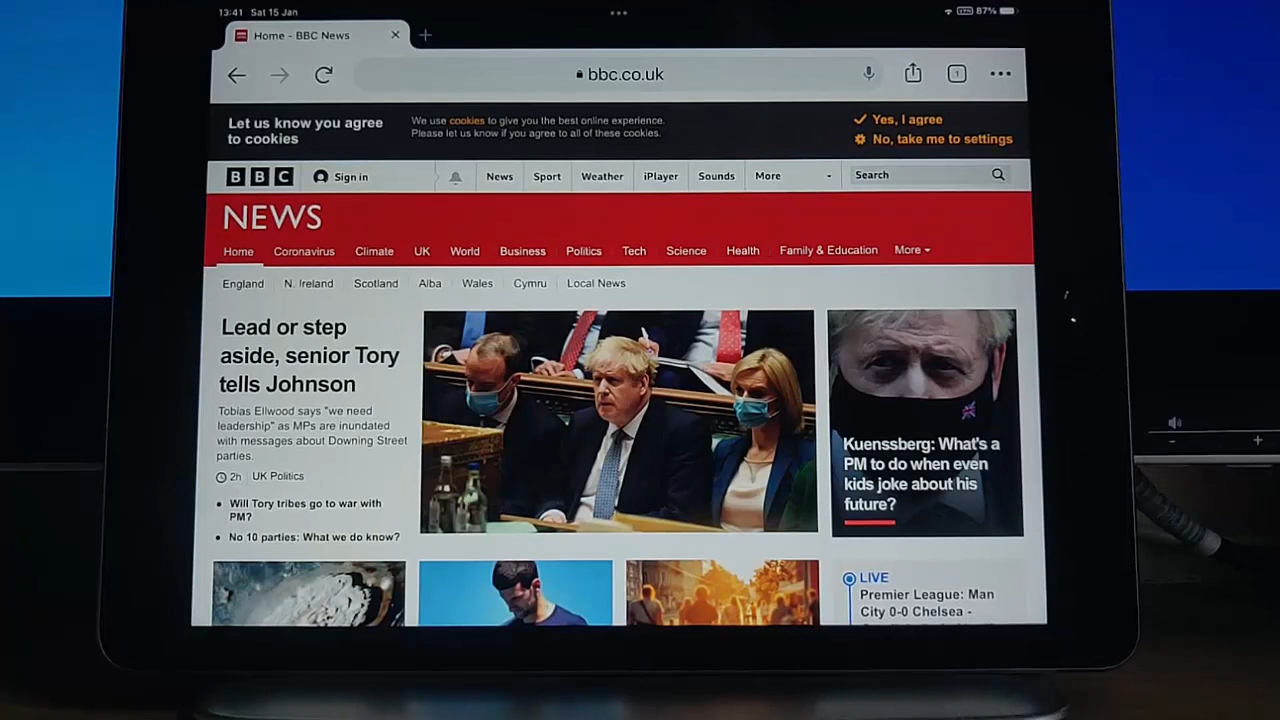 13:41 Sat 15 Jan
VPN 87%
Home - BBC News
bbc.co.uk
1
Let us know you agree
to cookies
We use cookies to give you the best online experience.
Please let us know if you agree to all of these cookies.
Yes, I agree
No, take me to settings
BBC Sign in News Sport Weather iPlayer Sounds More Search
NEWS
Home Coronavirus Climate UK World Business Politics Tech Science Health Family & Education More
England N. Ireland Scotland Alba Wales Cymru Local News
Lead or step
aside, senior Tory
tells Johnson
Tobias Ellwood says "we need
leadership" as MPs are inundated
with messages about Downing Street
parties.
2h UK Politics
Will Tory tribes go to war with
PM?
No 10 parties: What we do know?
Kuenssberg: What's a
PM to do when even
kids joke about his
future?
LIVE
Premier League: Man
City 0-0 Chelsea -